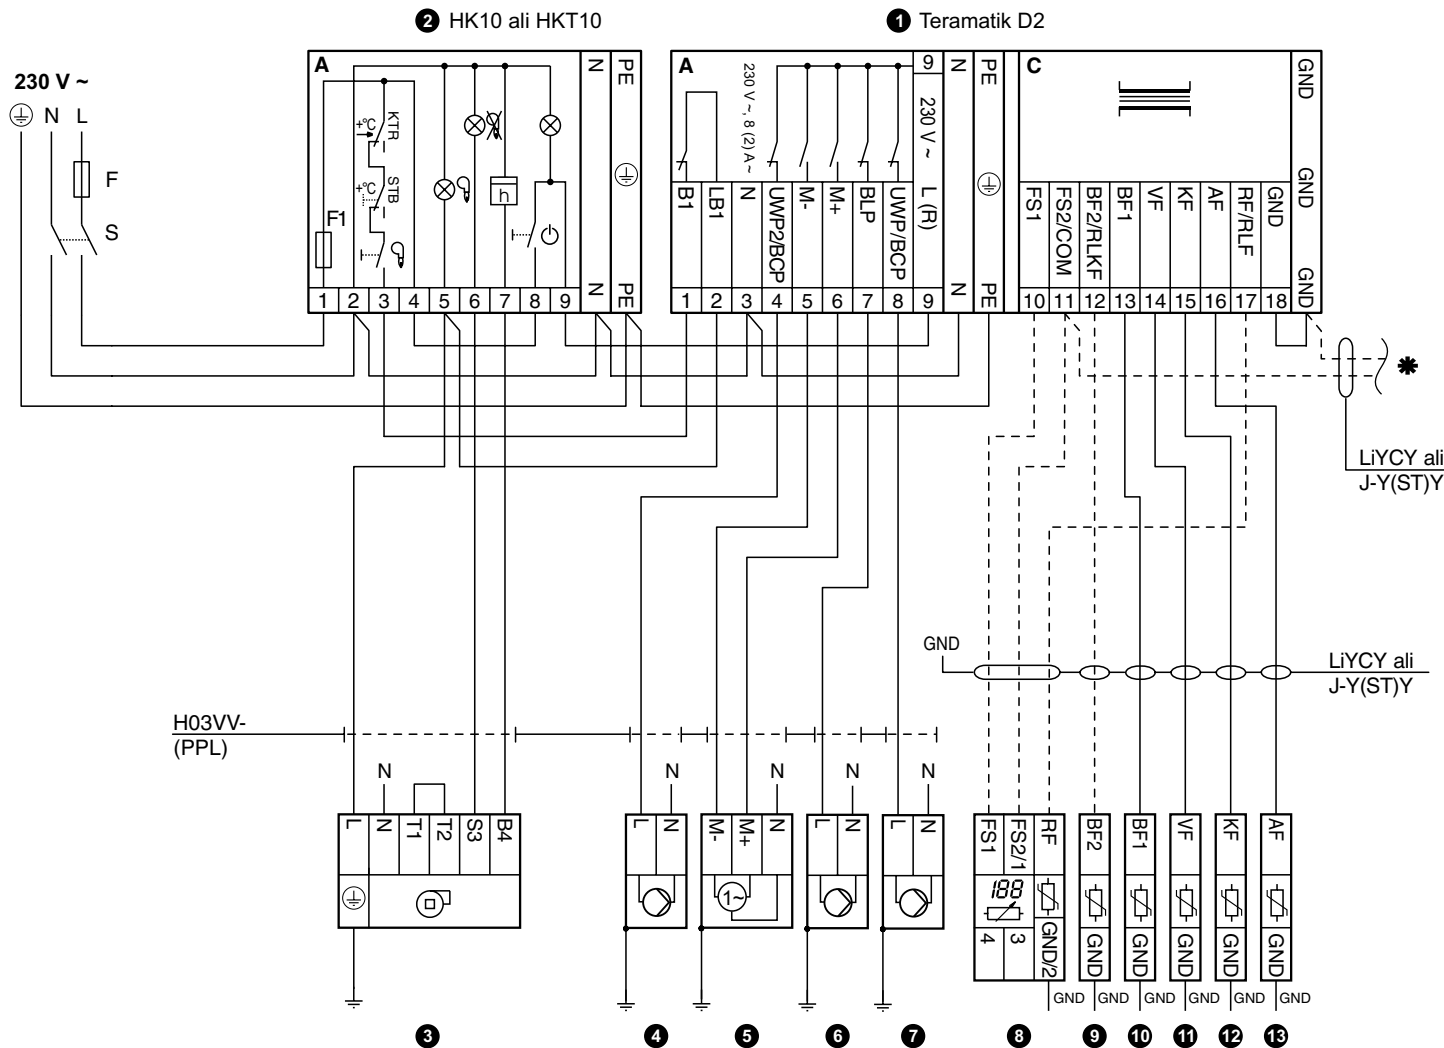 2 HK10 ali HKT10
1 Teramatik D2
230 V ~
N L
F
S
A
KTR
+°C
STB
+°C
F1
h
N
PE
1 2 3 4 5 6 7 8 9 N PE
A
230 V ~, 8 (2) A ~
9
230 V ~
L (R)
N
PE
B1
LB1
N
UWP2/BCP
M-
M+
BLP
UWP/BCP
1 2 3 4 5 6 7 8 9 N PE
C
GND
GND
GND
FS1
FS2/COM
BF2/RLKF
BF1
VF
KF
AF
RF/RLF
GND
10 11 12 13 14 15 16 17 18
✱
LiYCY ali
J-Y(ST)Y
GND
LiYCY ali
J-Y(ST)Y
H03VV-
(PPL)
N
N
N
N
N
L
N
T1
T2
S3
B4
L
N
M-
M+
N
1~
L
N
L
N
FS1
FS2/1
RF
188
4
3
GND/2
BF2
GND
BF1
GND
VF
GND
KF
GND
AF
GND
GND GND GND GND GND GND
3 4 5 6 7 8 9 10 11 12 13